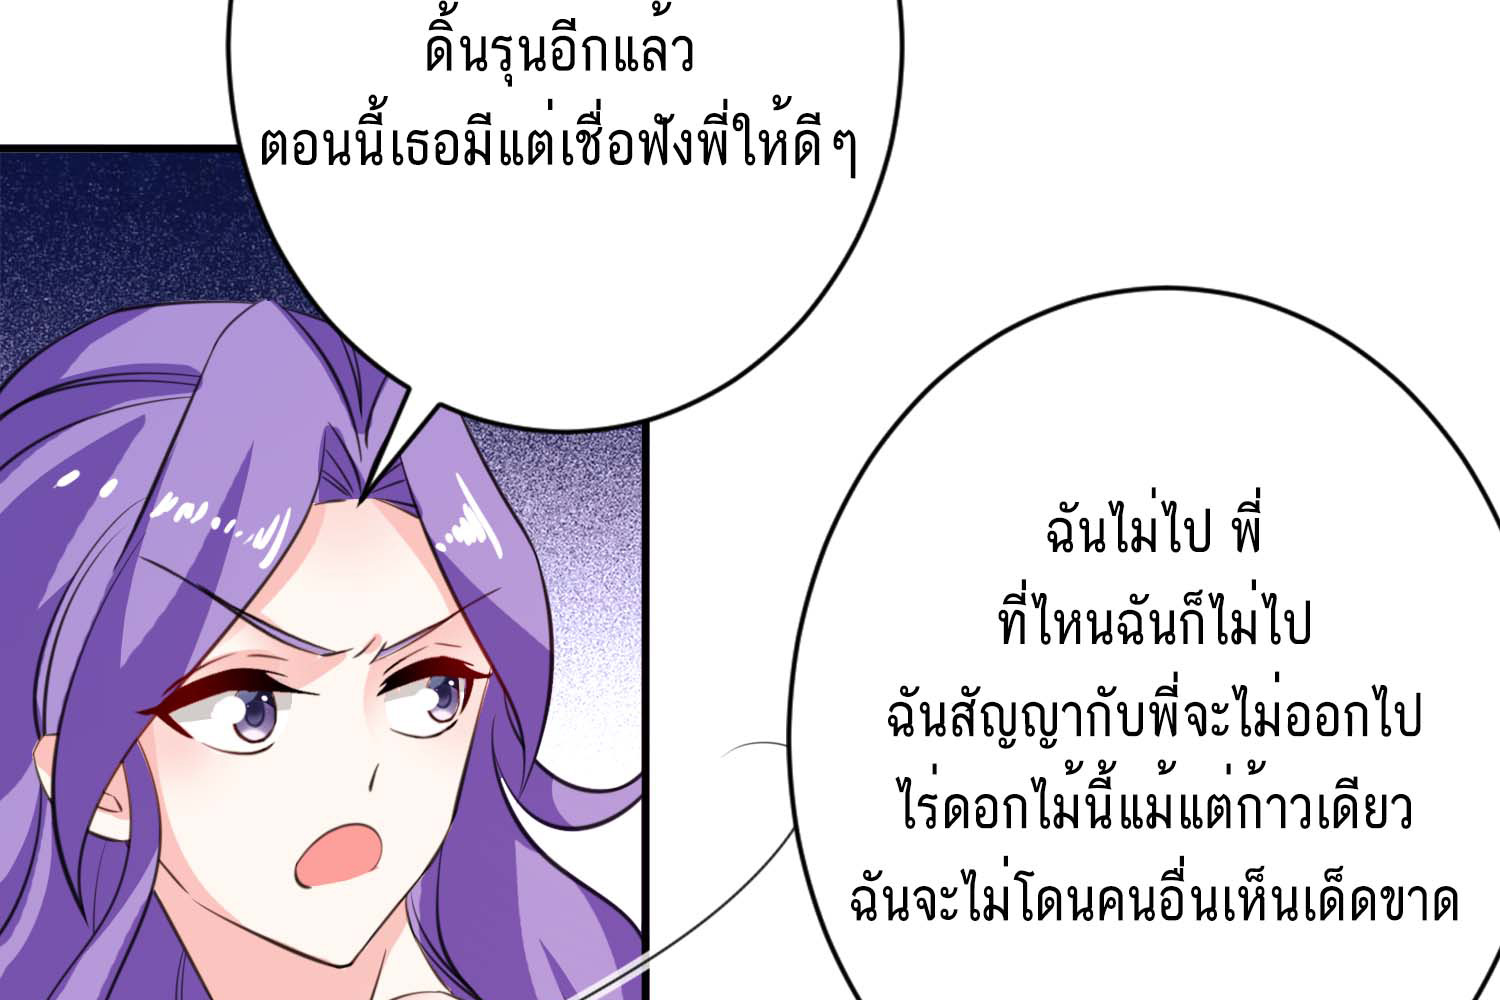 ดิ้นรุนอีกแล้ว
ตอนนี้เธอมีแต่เชื่อฟังพี่ให้ดีๆ
ฉันไม่ไป พี่
ที่ไหนฉันก็ไม่ไป
ฉันสัญญากับพี่จะไม่ออกไป
ไร่ดอกไม้นี้แม้แต่ก้าวเดียว
ฉันจะไม่โดนคนอื่นเห็นเด็ดขาด